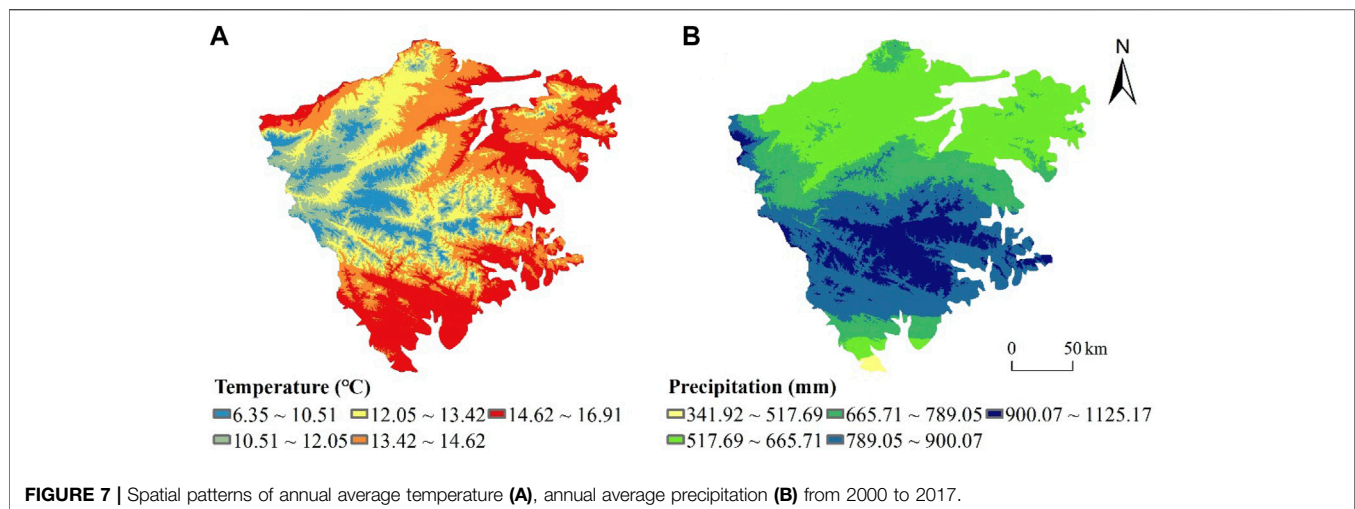 A
B
N
0 50 km
Temperature (°C)
6.35 ~ 10.51 12.05 ~ 13.42 14.62 ~ 16.91
10.51 ~ 12.05 13.42 ~ 14.62
Precipitation (mm)
341.92 ~ 517.69 665.71 ~ 789.05 900.07 ~ 1125.17
517.69 ~ 665.71 789.05 ~ 900.07
FIGURE 7 | Spatial patterns of annual average temperature (A), annual average precipitation (B) from 2000 to 2017.